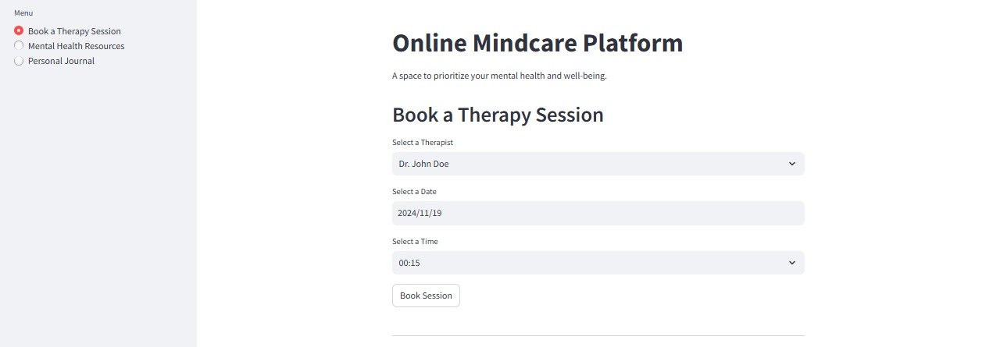 Menu
Book a Therapy Session
Mental Health Resources
Personal Journal
Online Mindcare Platform
A space to prioritize your mental health and well-being.
Book a Therapy Session
Select a Therapist
Dr. John Doe
Select a Date
2024/11/19
Select a Time
00:15
Book Session